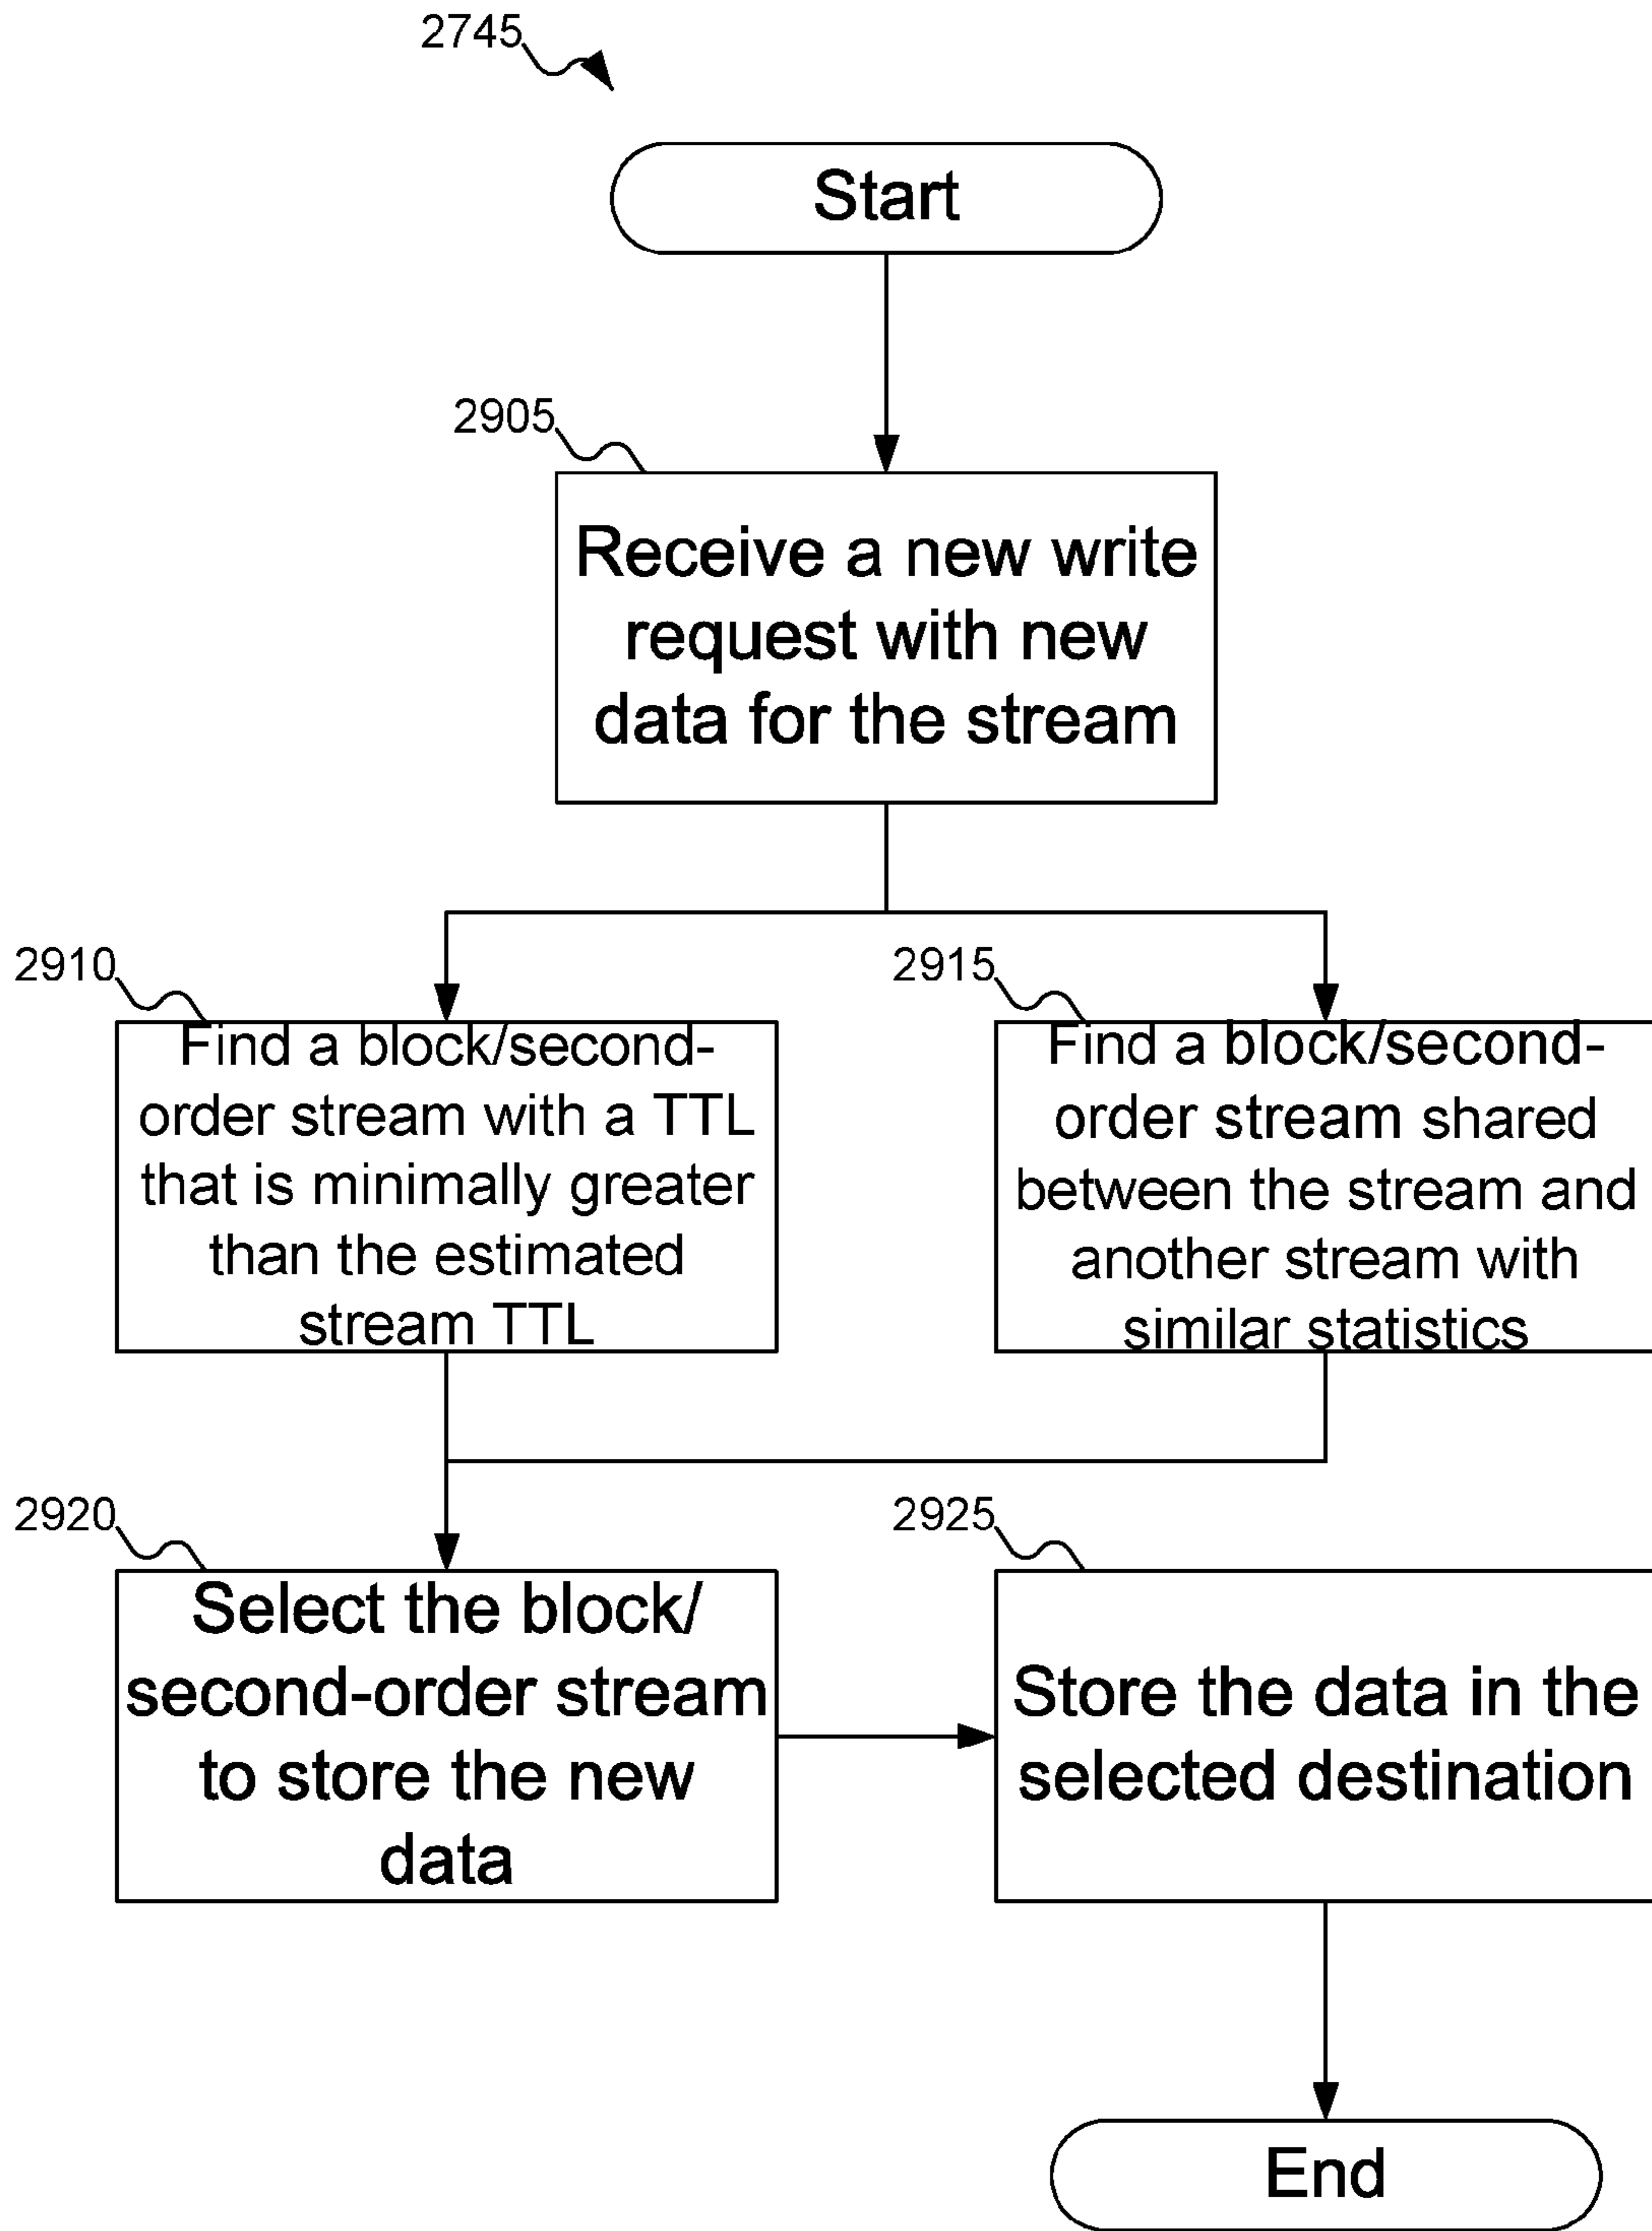 2745
Start
2905
Receive a new write
request with new
data for the stream
2910
Find a block/second-
order stream with a TTL
that is minimally greater
than the estimated
stream TTL
2915
Find a block/second-
order stream shared
between the stream and
another stream with
similar statistics
2920
Select the block/
second-order stream
to store the new
data
2925
Store the data in the
selected destination
End